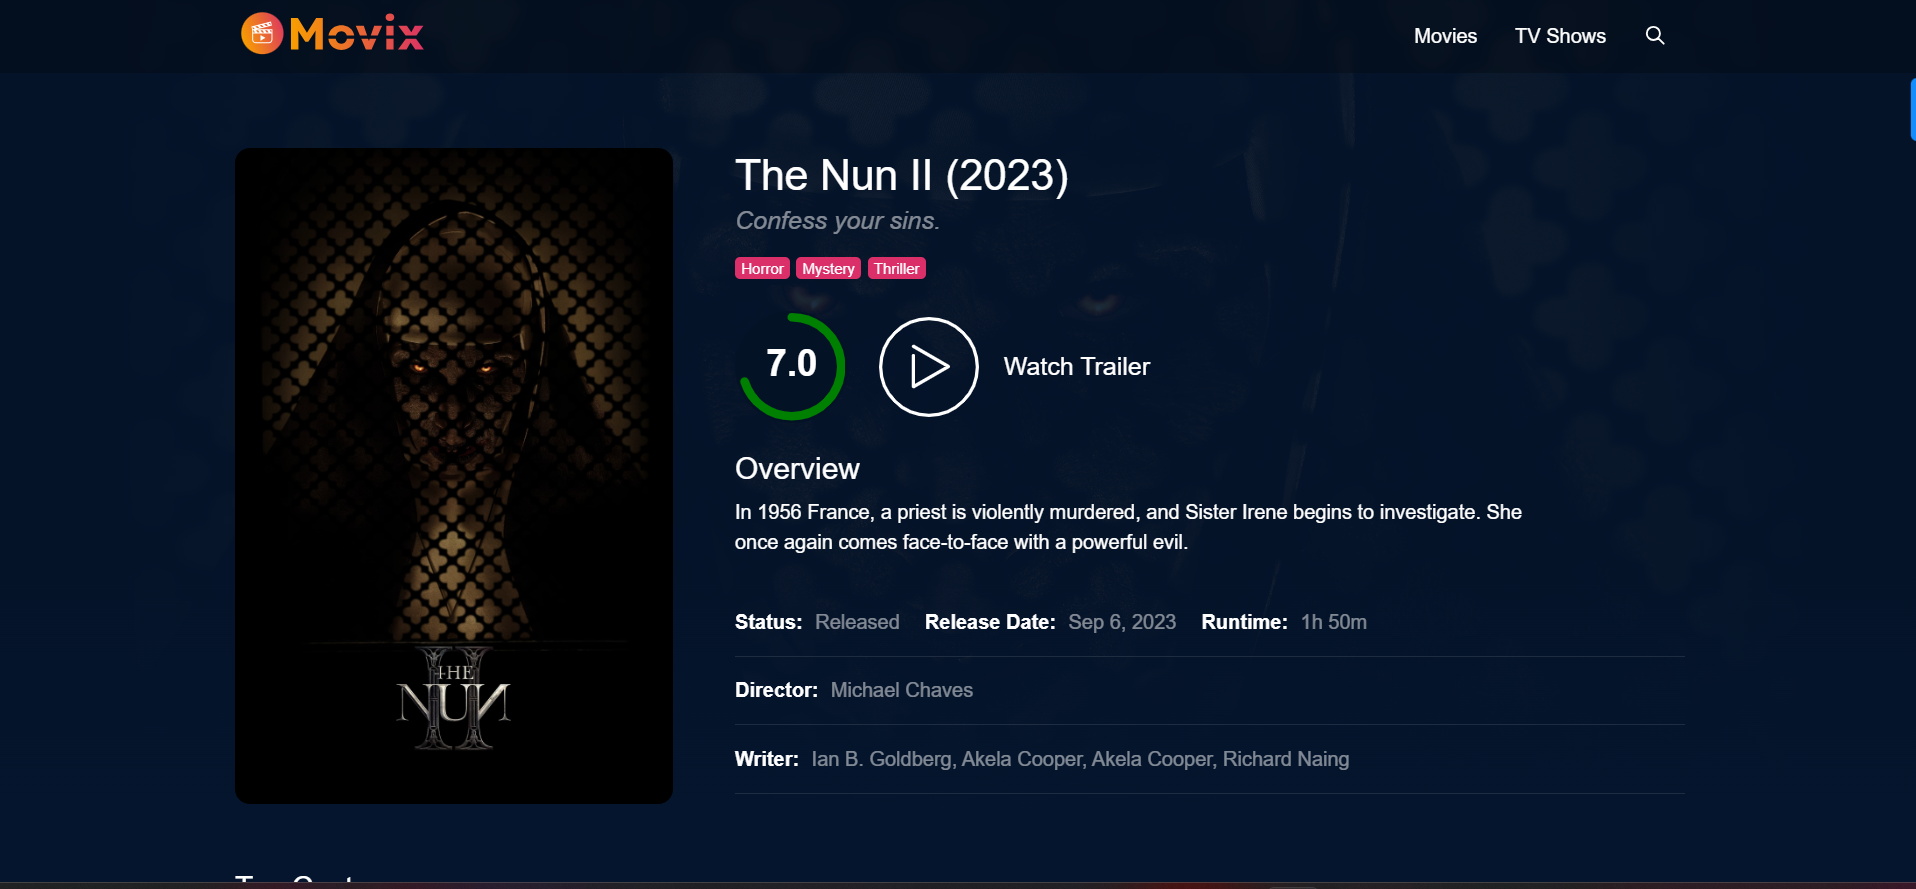 Movix
Movies
TV Shows
The Nun II (2023)
Confess your sins.
Horror
Mystery
Thriller
7.0
Watch Trailer
Overview
In 1956 France, a priest is violently murdered, and Sister Irene begins to investigate. She
once again comes face-to-face with a powerful evil.
Status: Released Release Date: Sep 6, 2023 Runtime: 1h 50m
Director: Michael Chaves
Writer: Ian B. Goldberg, Akela Cooper, Akela Cooper, Richard Naing
THE
NUN
II